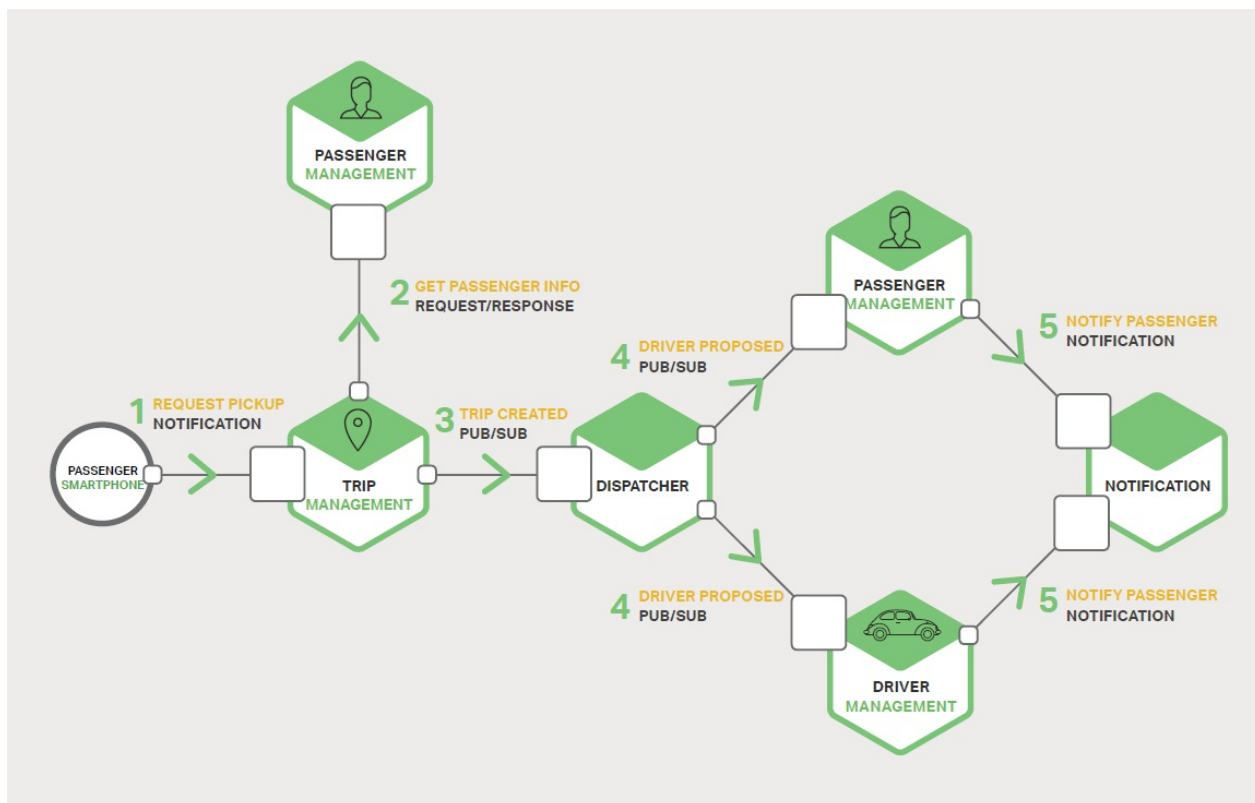 PASSENGER
MANAGEMENT
2 GET PASSENGER INFO
REQUEST/RESPONSE
1 REQUEST PICKUP
NOTIFICATION
PASSENGER
SMARTPHONE
TRIP
MANAGEMENT
3 TRIP CREATED
PUB/SUB
DISPATCHER
4 DRIVER PROPOSED
PUB/SUB
PASSENGER
MANAGEMENT
5 NOTIFY PASSENGER
NOTIFICATION
4 DRIVER PROPOSED
PUB/SUB
DRIVER
MANAGEMENT
5 NOTIFY PASSENGER
NOTIFICATION
NOTIFICATION